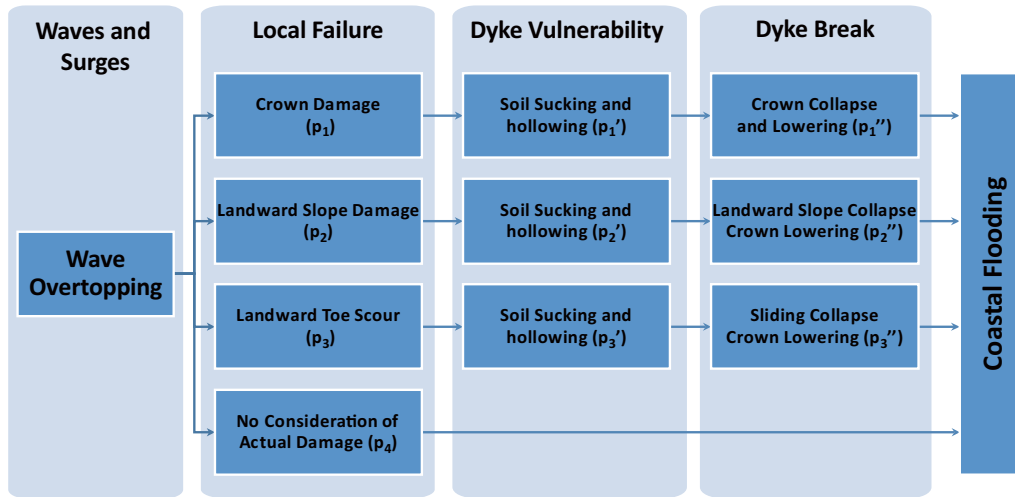 Waves and
Surges
Local Failure
Dyke Vulnerability
Dyke Break
Wave
Overtopping
Crown Damage
(p₁)
Soil Sucking and
hollowing (p₁’)
Crown Collapse
and Lowering (p₁’’)
Landward Slope Damage
(p₂)
Soil Sucking and
hollowing (p₂’)
Landward Slope Collapse
Crown Lowering (p₂’’)
Landward Toe Scour
(p₃)
Soil Sucking and
hollowing (p₃’)
Sliding Collapse
Crown Lowering (p₃’’)
No Consideration of
Actual Damage (p₄)
Coastal Flooding